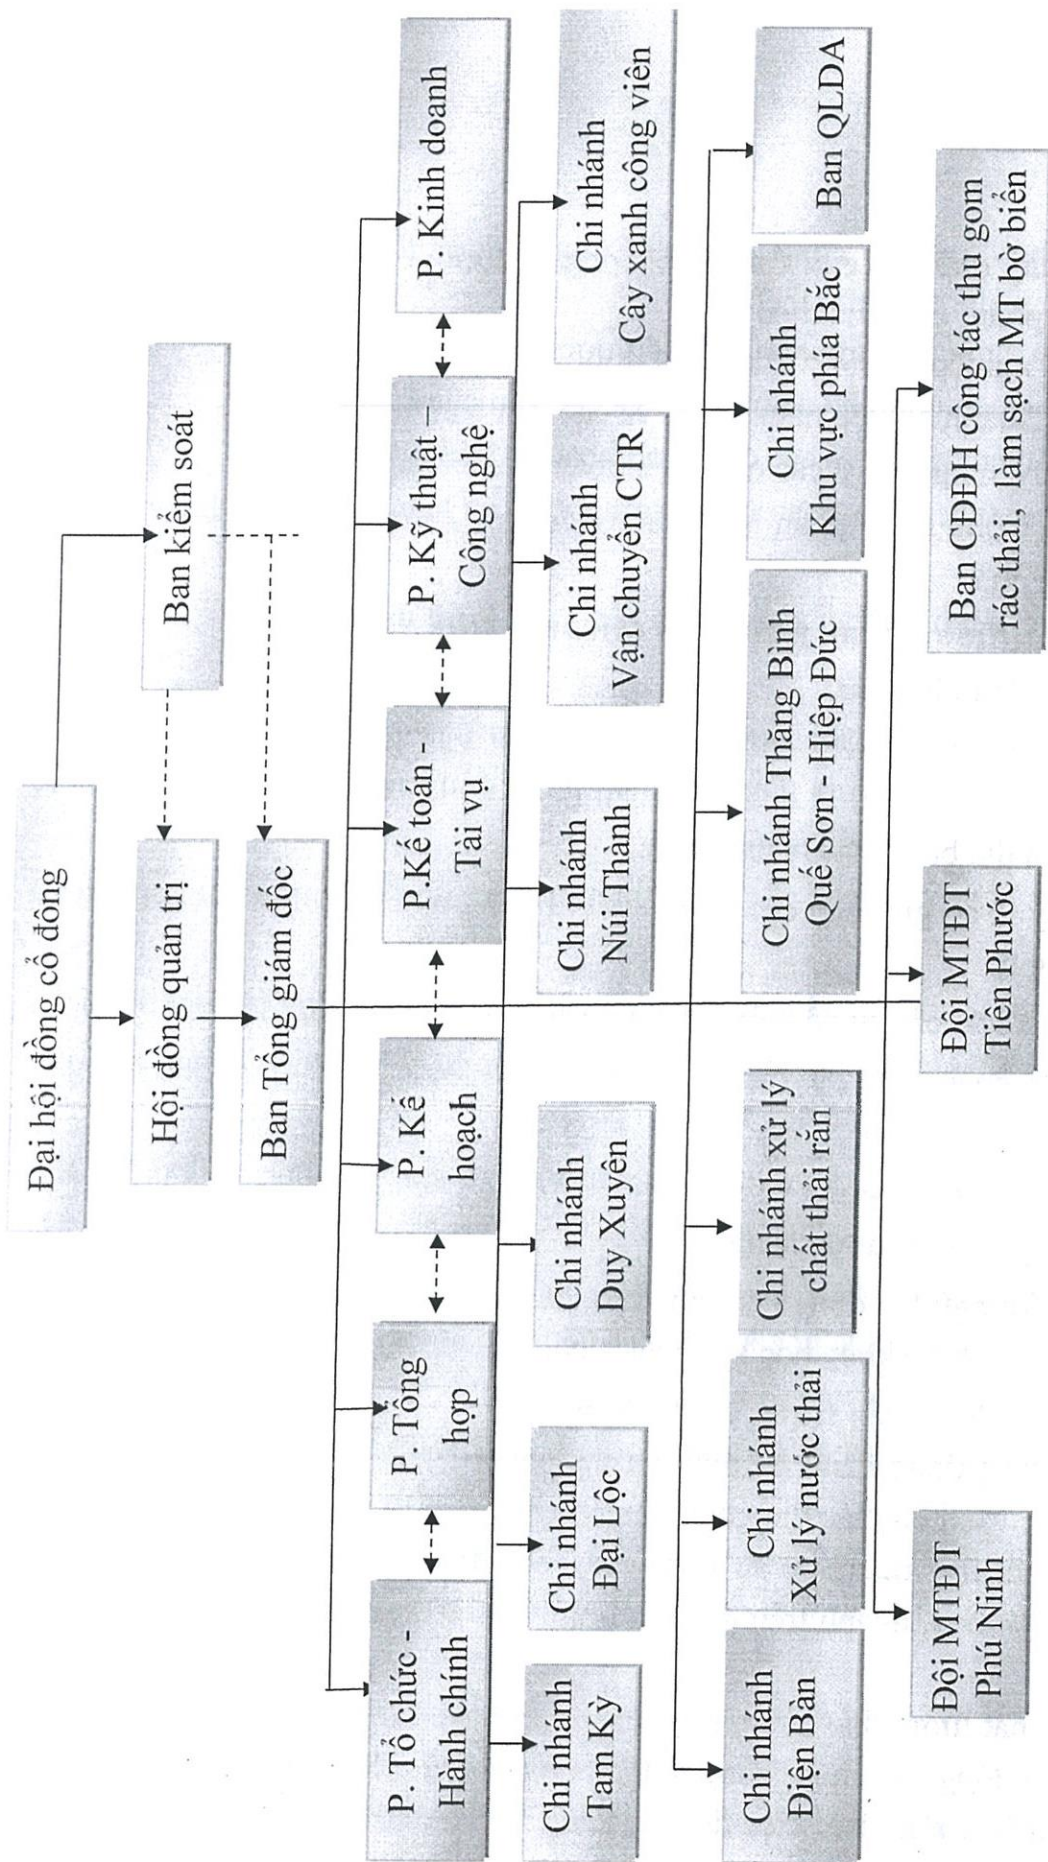 Đại hội đồng cổ đông
Ban kiểm soát
Hội đồng quản trị
Ban Tổng giám đốc
P. Tổ chức -
Hành chính
P. Tổng
hợp
P. Kế
hoạch
P.Kế toán -
Tài vụ
P. Kỹ thuật –
Công nghệ
P. Kinh doanh
Chi nhánh
Tam Kỳ
Chi nhánh
Đại Lộc
Chi nhánh
Duy Xuyên
Chi nhánh
Núi Thành
Chi nhánh
Vận chuyển CTR
Chi nhánh
Cây xanh công viên
Chi nhánh
Điện Bàn
Chi nhánh
Xử lý nước thải
Chi nhánh xử lý
chất thải rắn
Chi nhánh Thăng Bình
Quế Sơn - Hiệp Đức
Chi nhánh
Khu vực phía Bắc
Ban QLDA
Đội MTĐT
Phú Ninh
Đội MTĐT
Tiên Phước
Ban CĐĐH công tác thu gom
rác thải, làm sạch MT bờ biển